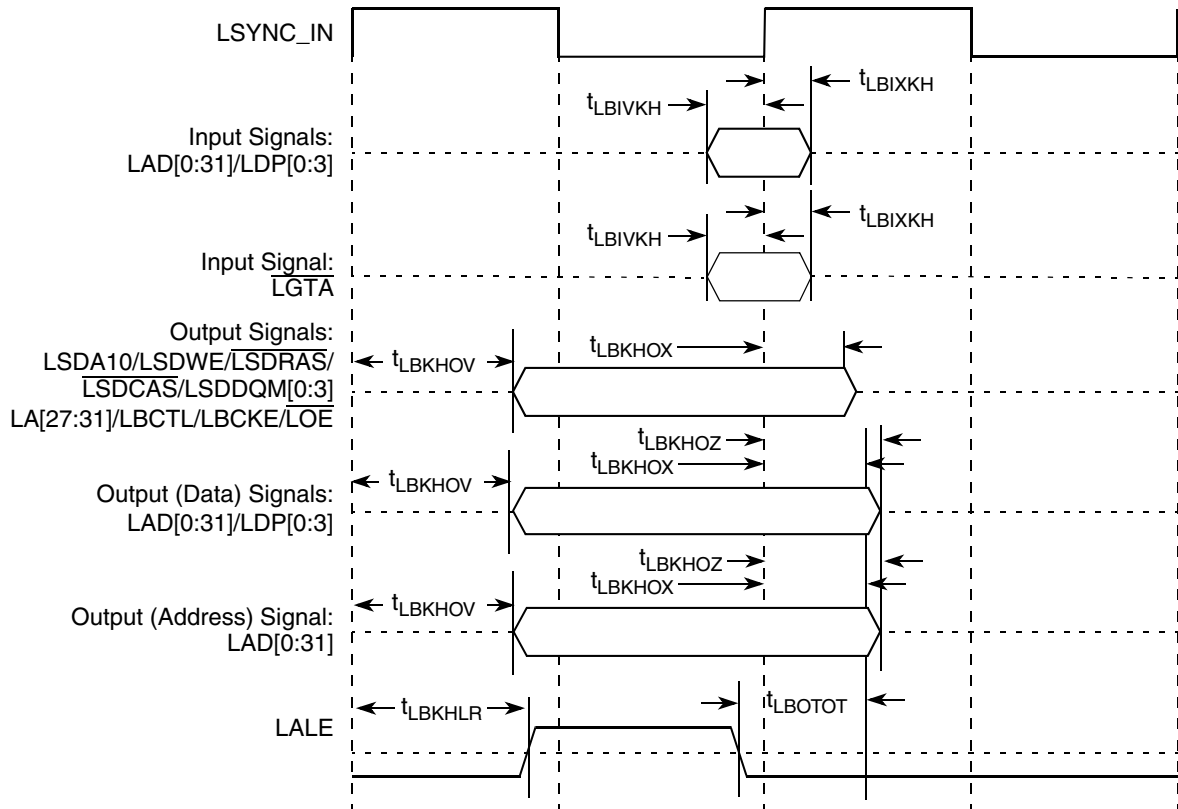 LSYNC_IN
tLBIXKH
tLBIVKH
Input Signals:
LAD[0:31]/LDP[0:3]
tLBIXKH
tLBIVKH
Input Signal:
LGTA
Output Signals:
LSDA10/LSDWE/LSDRAS/
LSDCAS/LSDDQM[0:3]
LA[27:31]/LBCTL/LBCKE/LOE
tLBKHOV
tLBKHOX
tLBKHOZ
tLBKHOX
tLBKHOV
Output (Data) Signals:
LAD[0:31]/LDP[0:3]
tLBKHOZ
tLBKHOX
tLBKHOV
Output (Address) Signal:
LAD[0:31]
tLBKHLR
tLBOTOT
LALE